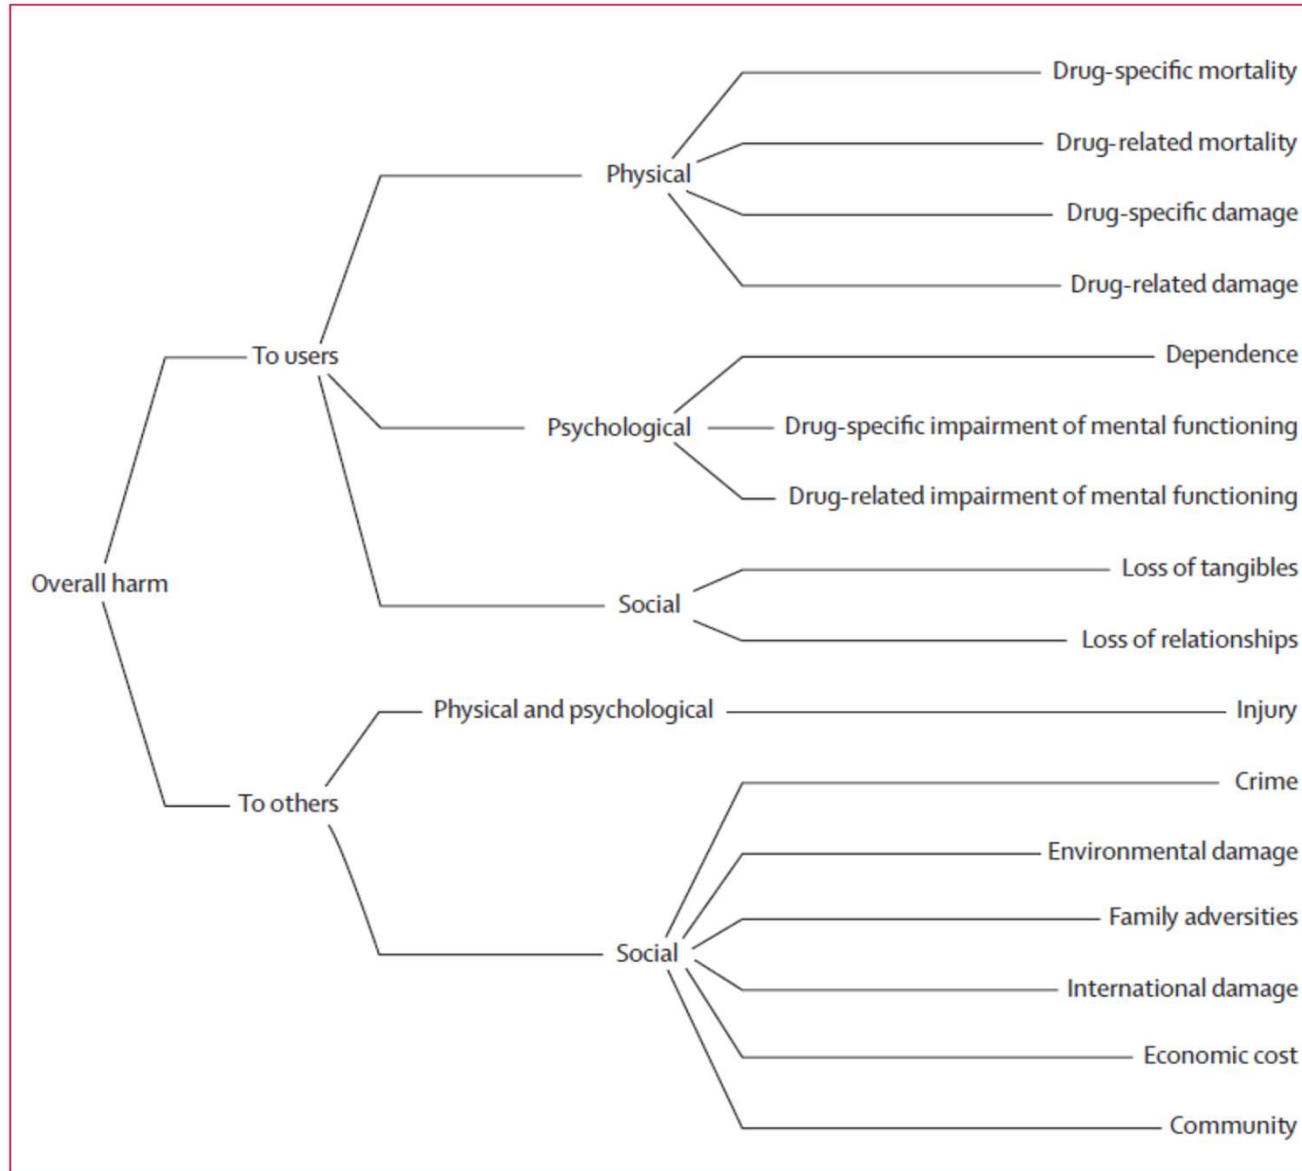 Drug-specific mortality
Drug-related mortality
Physical
Drug-specific damage
Drug-related damage
To users
Dependence
Psychological
Drug-specific impairment of mental functioning
Drug-related impairment of mental functioning
Overall harm
Loss of tangibles
Social
Loss of relationships
Physical and psychological
Injury
Crime
To others
Environmental damage
Family adversities
Social
International damage
Economic cost
Community